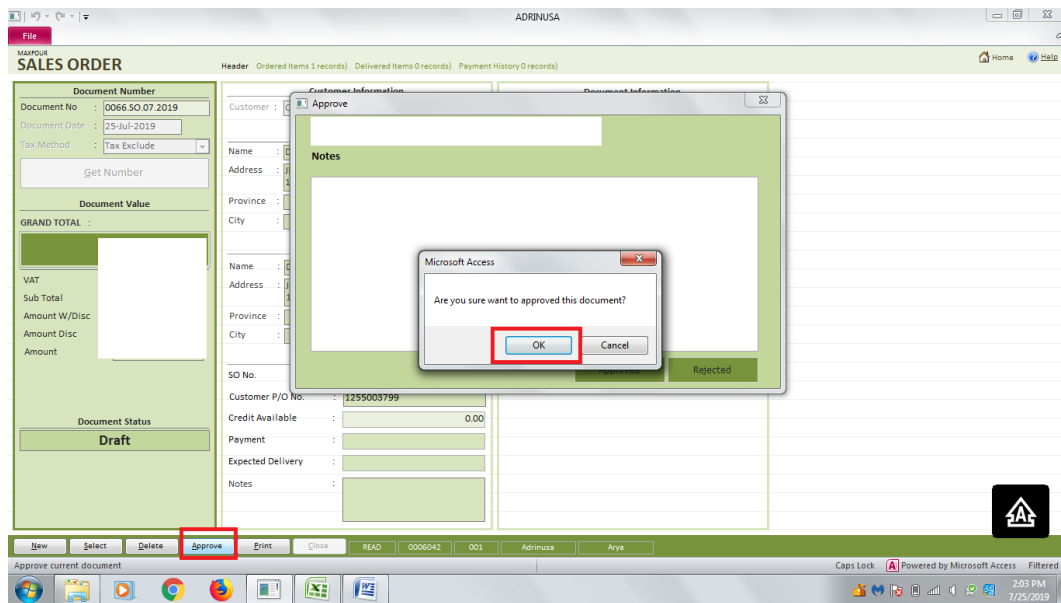 ADRINUSA
File
MAXFOUR
SALES ORDER
Header Ordered Items 1 records) Delivered Items 0 records) Payment History 0 records)
Home Help
Document Number
Document No : 0066.SO.07.2019
Document Date : 25-Jul-2019
Tax Method : Tax Exclude
Get Number
Document Value
GRAND TOTAL :
VAT
Sub Total
Amount W/Disc
Amount Disc
Amount
Document Status
Draft
Customer Information
Customer :
Name :
Address :
Province :
City :
Name :
Address :
Province :
City :
SO No.
Customer P/O No. : 1255003799
Credit Available : 0.00
Payment :
Expected Delivery :
Notes :
Document Information
Approve
Notes
Approved Rejected
Microsoft Access
Are you sure want to approved this document?
OK Cancel
New Select Delete Approve Print Close READ 0006042 001 Adrinusa Arya
Approve current document
Caps Lock Powered by Microsoft Access Filtered
2:03 PM
7/25/2019